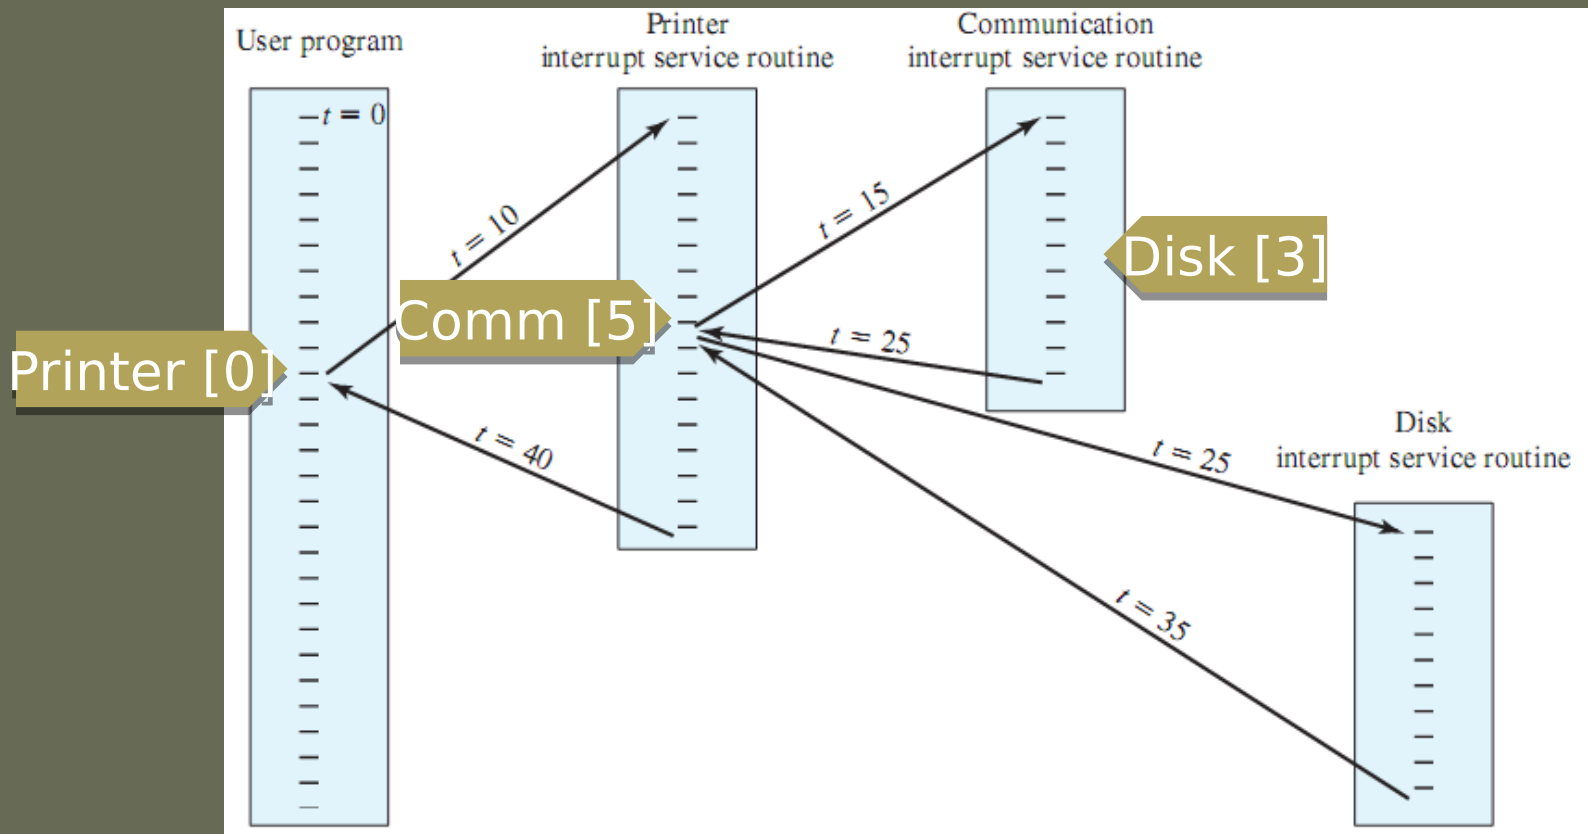 User program
Printer
interrupt service routine
Communication
interrupt service routine
t = 0
t = 10
t = 15
Disk [3]
Comm [5]
Printer [0]
t = 25
t = 40
t = 25
Disk
interrupt service routine
t = 35